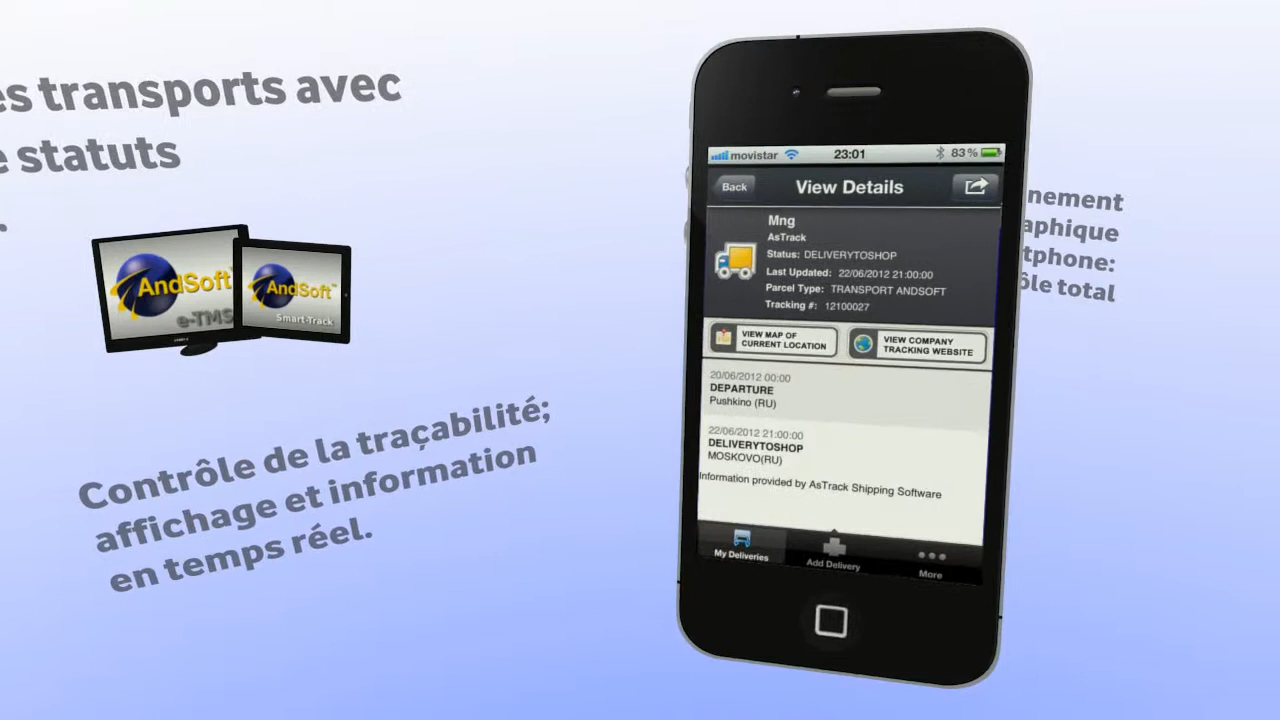 es transports avec
e statuts
.
AndSoft™
e-TMS
AndSoft™
Smart-Track
Contrôle de la traçabilité;
affichage et information
en temps réel.
movistar 23:01 83%
Back View Details
Mng
AsTrack
Status: DELIVERYTOSHOP
Last Updated: 22/06/2012 21:00:00
Parcel Type: TRANSPORT ANDSOFT
Tracking #: 12100027
VIEW MAP OF
CURRENT LOCATION
VIEW COMPANY
TRACKING WEBSITE
20/06/2012 00:00
DEPARTURE
Pushkino (RU)
22/06/2012 21:00:00
DELIVERYTOSHOP
MOSKOVO(RU)
Information provided by AsTrack Shipping Software
My Deliveries Add Delivery More
nement
aphique
tphone:
ôle total